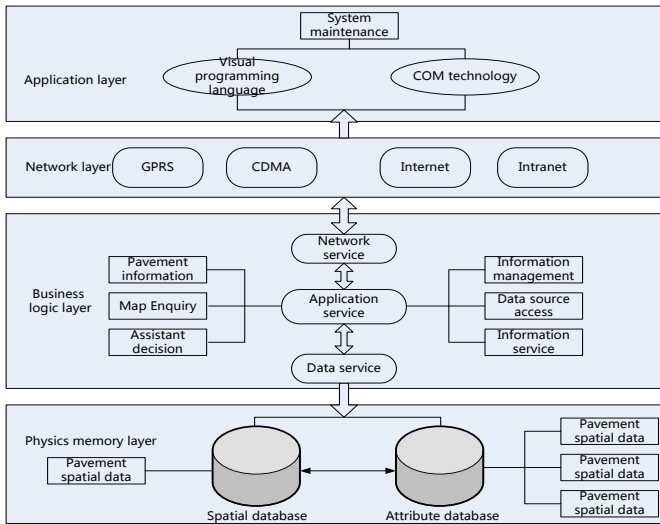 System
maintenance
Visual
programming
language
COM technology
Application layer
Network layer
GPRS
CDMA
Internet
Intranet
Network
service
Pavement
information
Information
management
Business
logic layer
Map Enquiry
Application
service
Data source
access
Assistant
decision
Information
service
Data service
Physics memory layer
Pavement
spatial data
Pavement
spatial data
Pavement
spatial data
Pavement
spatial data
Spatial database
Attribute database